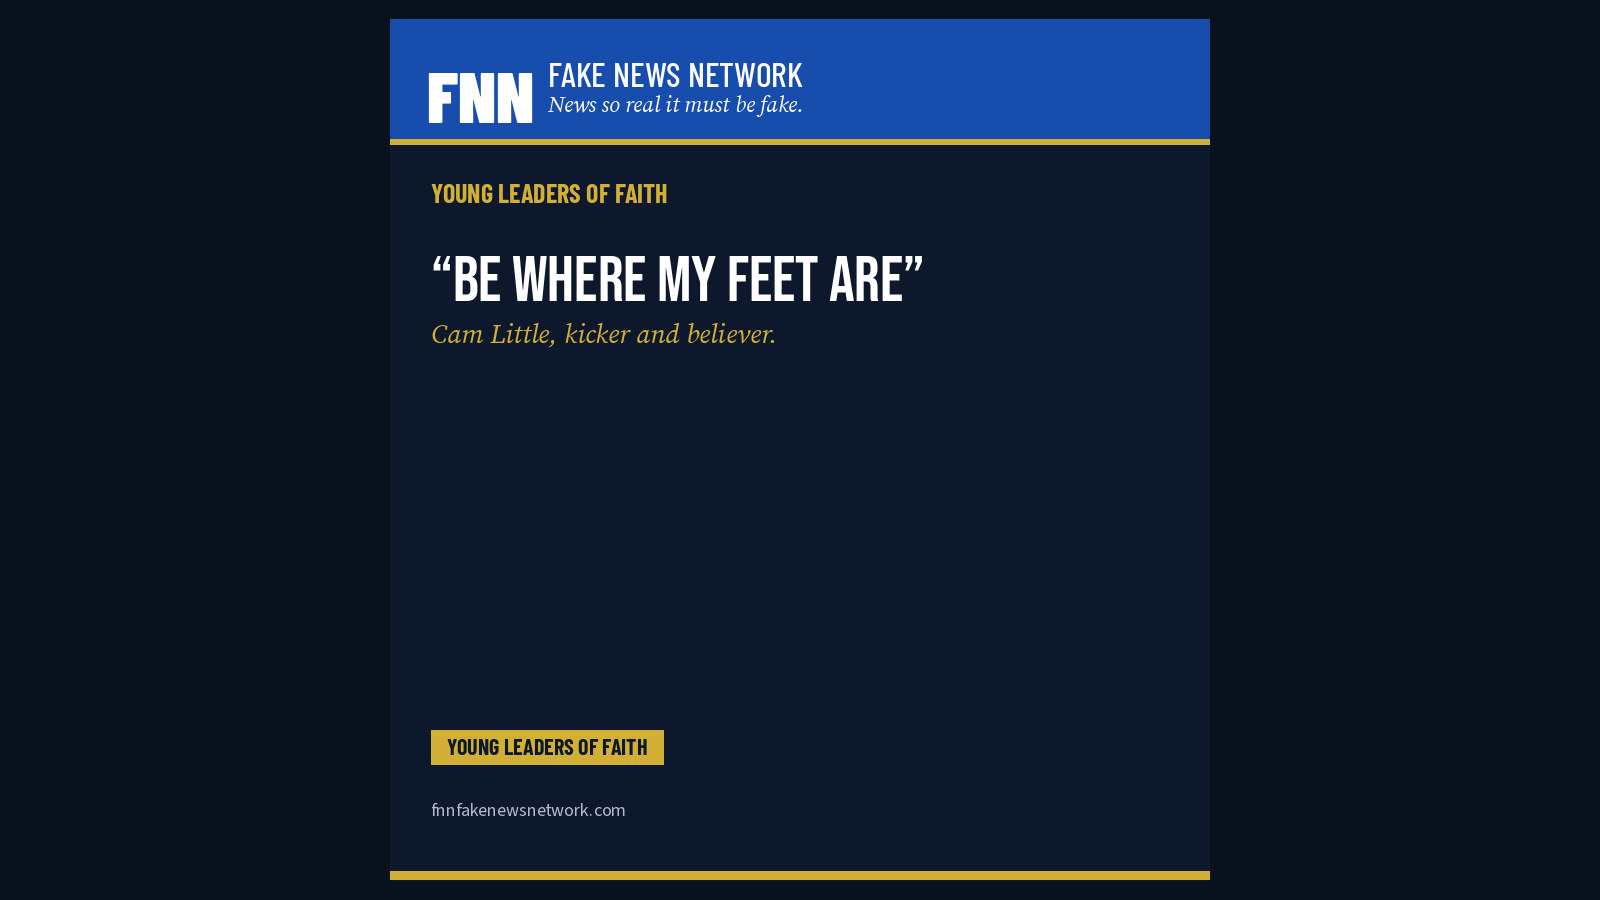 FNN
FAKE NEWS NETWORK
News so real it must be fake.
YOUNG LEADERS OF FAITH
“BE WHERE MY FEET ARE”
Cam Little, kicker and believer.
YOUNG LEADERS OF FAITH
fnnfakenewsnetwork.com